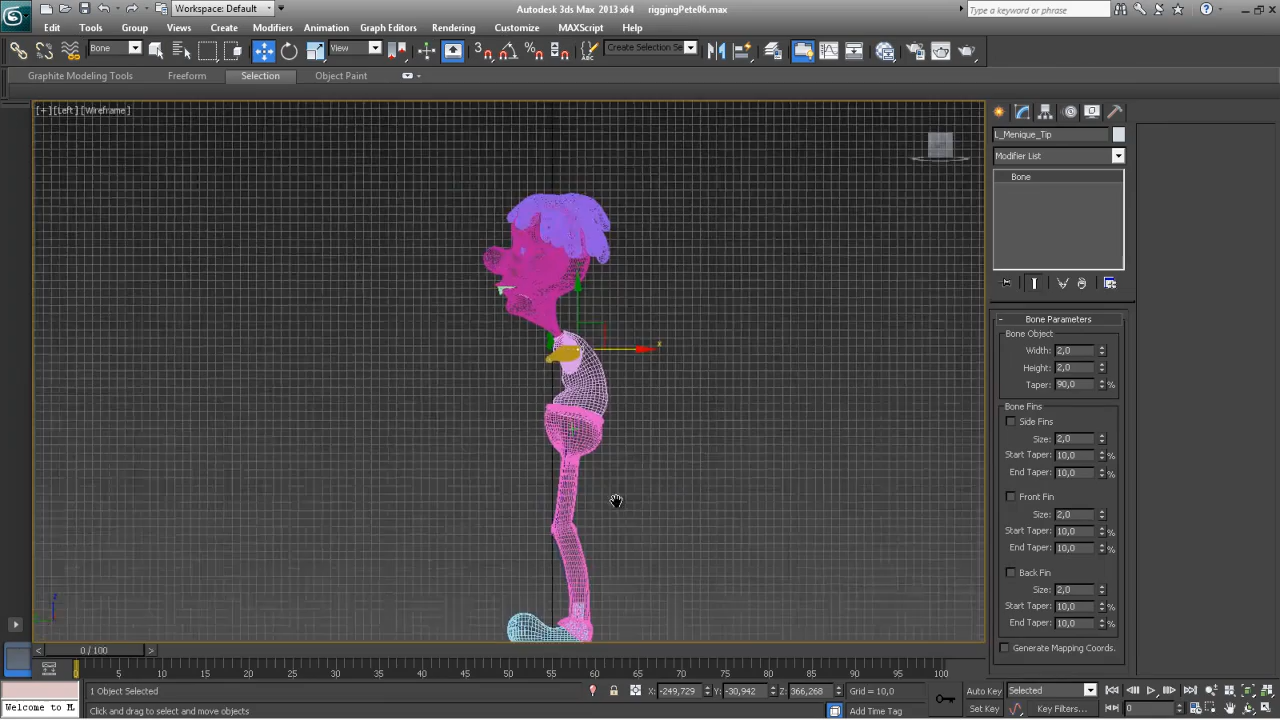 Workspace: Default
Autodesk 3ds Max 2013 x64
riggingPete06.max
Type a keyword or phrase
Edit Tools Group Views Create Modifiers Animation Graph Editors Rendering Customize MAXScript Help
Bone
View
Create Selection Se
Graphite Modeling Tools Freeform Selection Object Paint
[+] [Left] [Wireframe]
L_Menique_Tip
Modifier List
Bone
- Bone Parameters
Bone Object
Width: 2,0
Height: 2,0
Taper: 90,0 %
Bone Fins
Side Fins
Size: 2,0
Start Taper: 10,0 %
End Taper: 10,0 %
Front Fin
Size: 2,0
Start Taper: 10,0 %
End Taper: 10,0 %
Back Fin
Size: 2,0
Start Taper: 10,0 %
End Taper: 10,0 %
Generate Mapping Coords.
x
z
< 0 / 100 >
0 5 10 15 20 25 30 35 40 45 50 55 60 65 70 75 80 85 90 95 100
1 Object Selected
X: -249,729 Y: -30,942 Z: 366,268 Grid = 10,0
Auto Key Selected
Welcome to M
Click and drag to select and move objects
Add Time Tag
Set Key Key Filters... 0